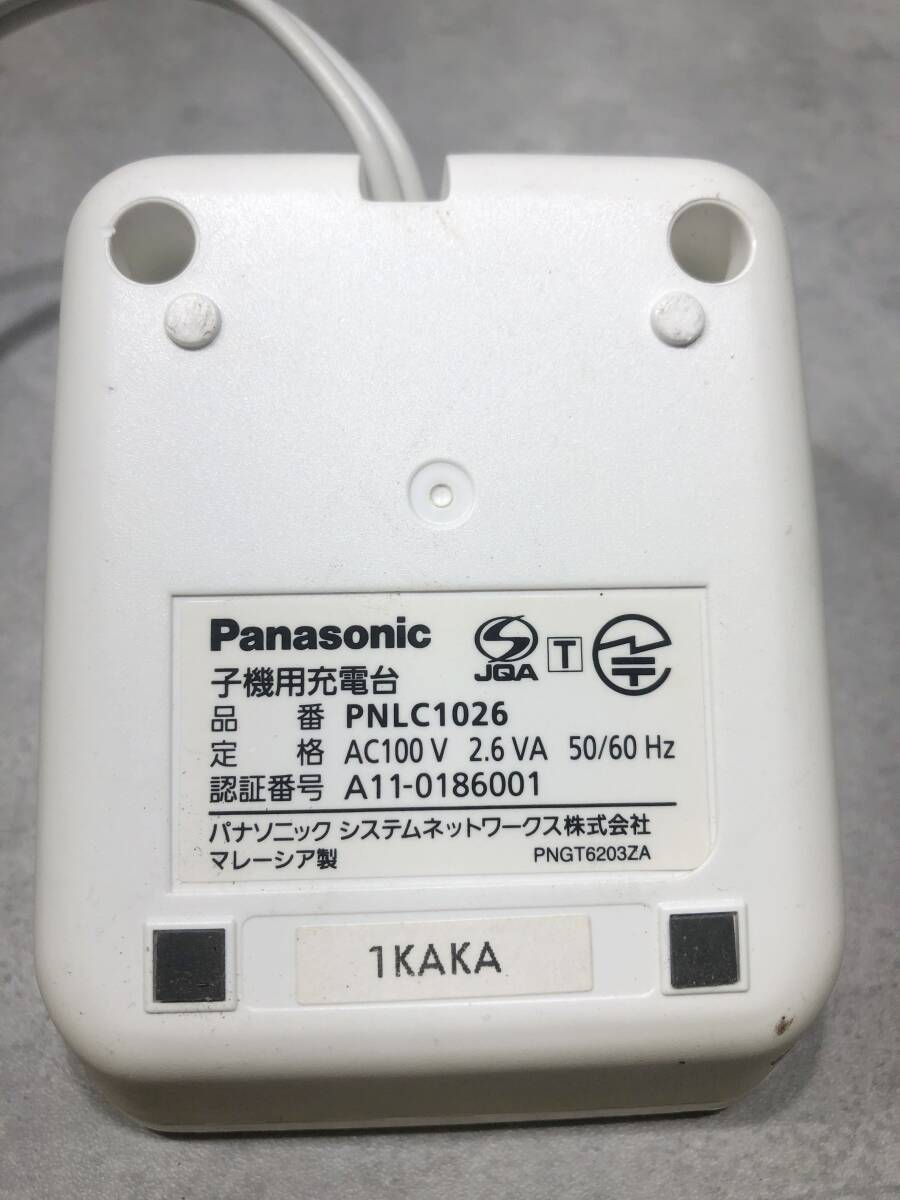 Panasonic JQA T
子機用充電台
品 番 PNLC1026
定 格 AC100 V 2.6 VA 50/60 Hz
認証番号 A11-0186001
パナソニック システムネットワークス株式会社
マレーシア製 PNGT6203ZA
1KAKA